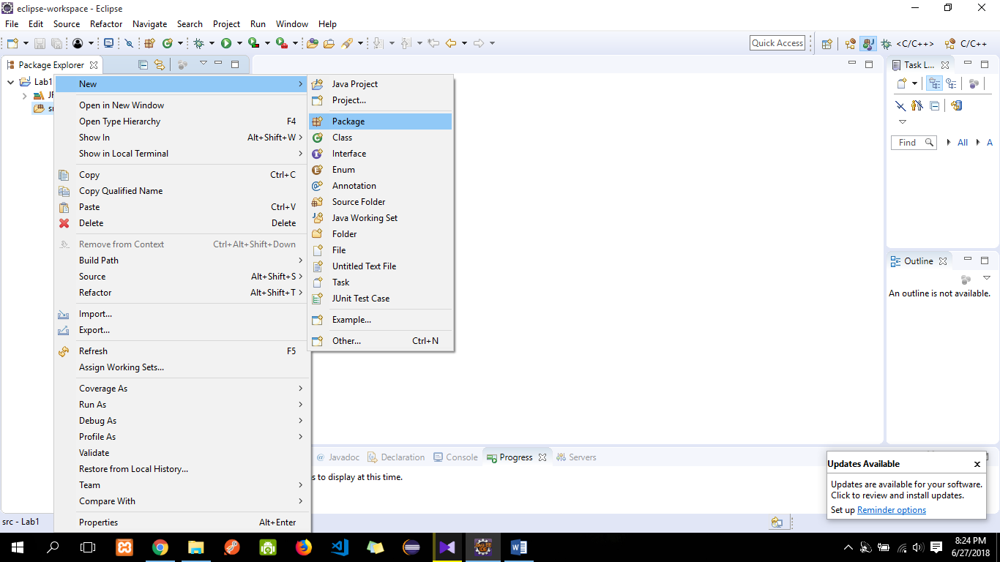 eclipse-workspace - Eclipse
File Edit Source Refactor Navigate Search Project Run Window Help
Quick Access
<C/C++>
C/C++
Package Explorer
Lab1
New
Open in New Window
Open Type Hierarchy F4
Show In Alt+Shift+W
Show in Local Terminal
Copy Ctrl+C
Copy Qualified Name
Paste Ctrl+V
Delete Delete
Remove from Context Ctrl+Alt+Shift+Down
Build Path
Source Alt+Shift+S
Refactor Alt+Shift+T
Import...
Export...
Refresh F5
Assign Working Sets...
Coverage As
Run As
Debug As
Profile As
Validate
Restore from Local History...
Team
Compare With
Properties Alt+Enter
Java Project
Project...
Package
Class
Interface
Enum
Annotation
Source Folder
Java Working Set
Folder
File
Untitled Text File
Task
JUnit Test Case
Example...
Other... Ctrl+N
Task L...
Find
All
A
Outline
An outline is not available.
@ Javadoc Declaration Console Progress Servers
s to display at this time.
Updates Available
Updates are available for your software.
Click to review and install updates.
Set up Reminder options
src - Lab1
8:24 PM
6/27/2018